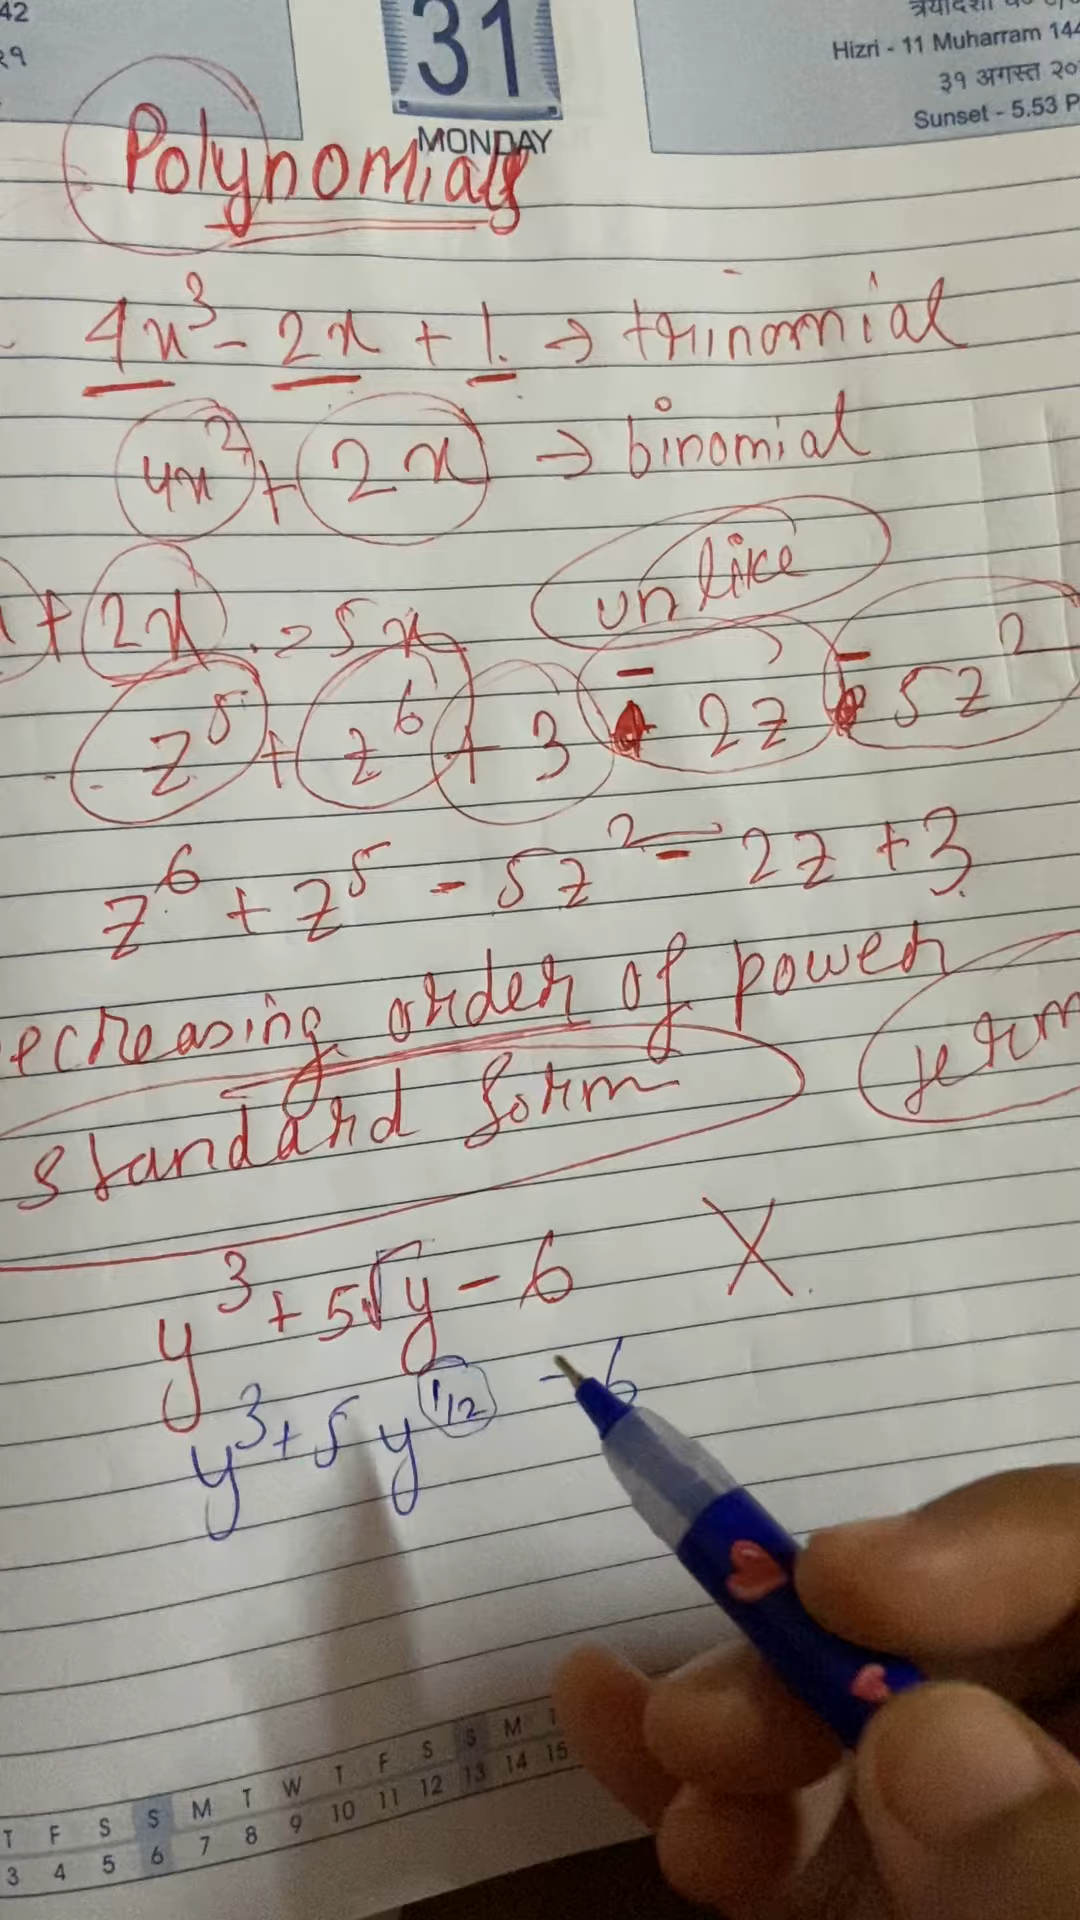 42
२९
31
MONDAY
Hizri - 11 Muharram 144
३१ अगस्त २०
Sunset - 5.53 P
Polynomials
4x³ - 2x + 1. → trinomial
4x² + 2x → binomial
unlike
+ 2x = 5x
z⁵ + z⁶ + 3 - 2z - 5z²
z⁶ + z⁵ - 5z² - 2z + 3
ecreasing order of power
standard form
y³ + 5√y - 6 X
y³ + 5 y^1/2 - 6
T F S S M T W T F S S M T
3 4 5 6 7 8 9 10 11 12 13 14 15